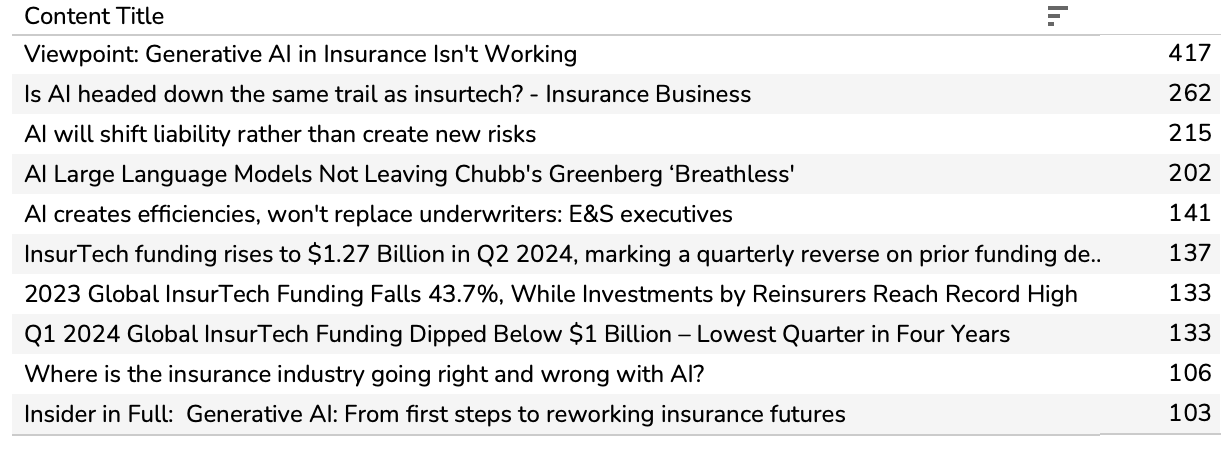 Content Title
Viewpoint: Generative AI in Insurance Isn't Working 417
Is AI headed down the same trail as insurtech? - Insurance Business 262
AI will shift liability rather than create new risks 215
AI Large Language Models Not Leaving Chubb's Greenberg ‘Breathless' 202
AI creates efficiencies, won't replace underwriters: E&S executives 141
InsurTech funding rises to $1.27 Billion in Q2 2024, marking a quarterly reverse on prior funding de.. 137
2023 Global InsurTech Funding Falls 43.7%, While Investments by Reinsurers Reach Record High 133
Q1 2024 Global InsurTech Funding Dipped Below $1 Billion – Lowest Quarter in Four Years 133
Where is the insurance industry going right and wrong with AI? 106
Insider in Full:  Generative AI: From first steps to reworking insurance futures 103